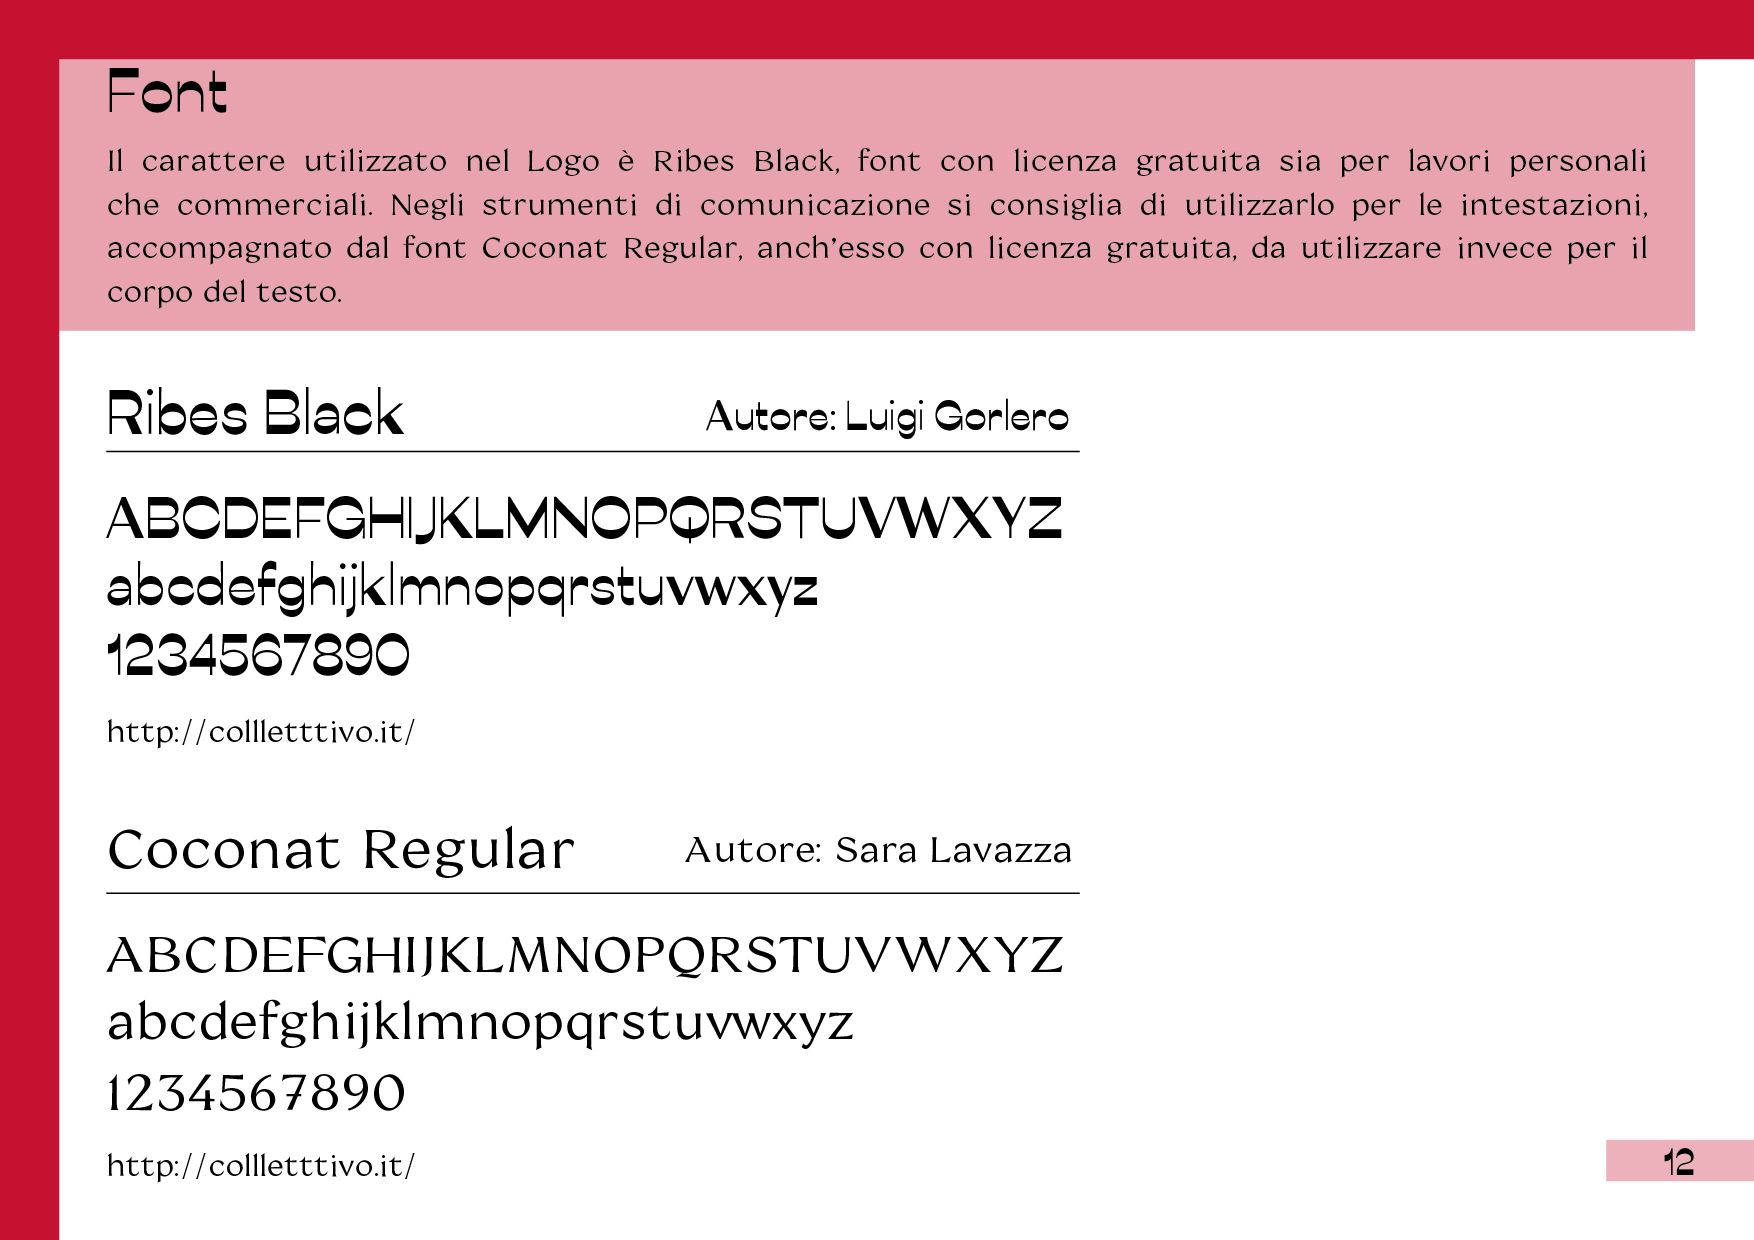 Font
Il carattere utilizzato nel Logo è Ribes Black, font con licenza gratuita sia per lavori personali
che commerciali. Negli strumenti di comunicazione si consiglia di utilizzarlo per le intestazioni,
accompagnato dal font Coconat Regular, anch’esso con licenza gratuita, da utilizzare invece per il
corpo del testo.
Ribes Black
Autore: Luigi Gorlero
ABCDEFGHIJKLMNOPQRSTUVWXYZ
abcdefghijklmnopqrstuvwxyz
1234567890
http://collletttivo.it/
Coconat Regular
Autore: Sara Lavazza
ABCDEFGHIJKLMNOPQRSTUVWXYZ
abcdefghijklmnopqrstuvwxyz
1234567890
http://collletttivo.it/
12